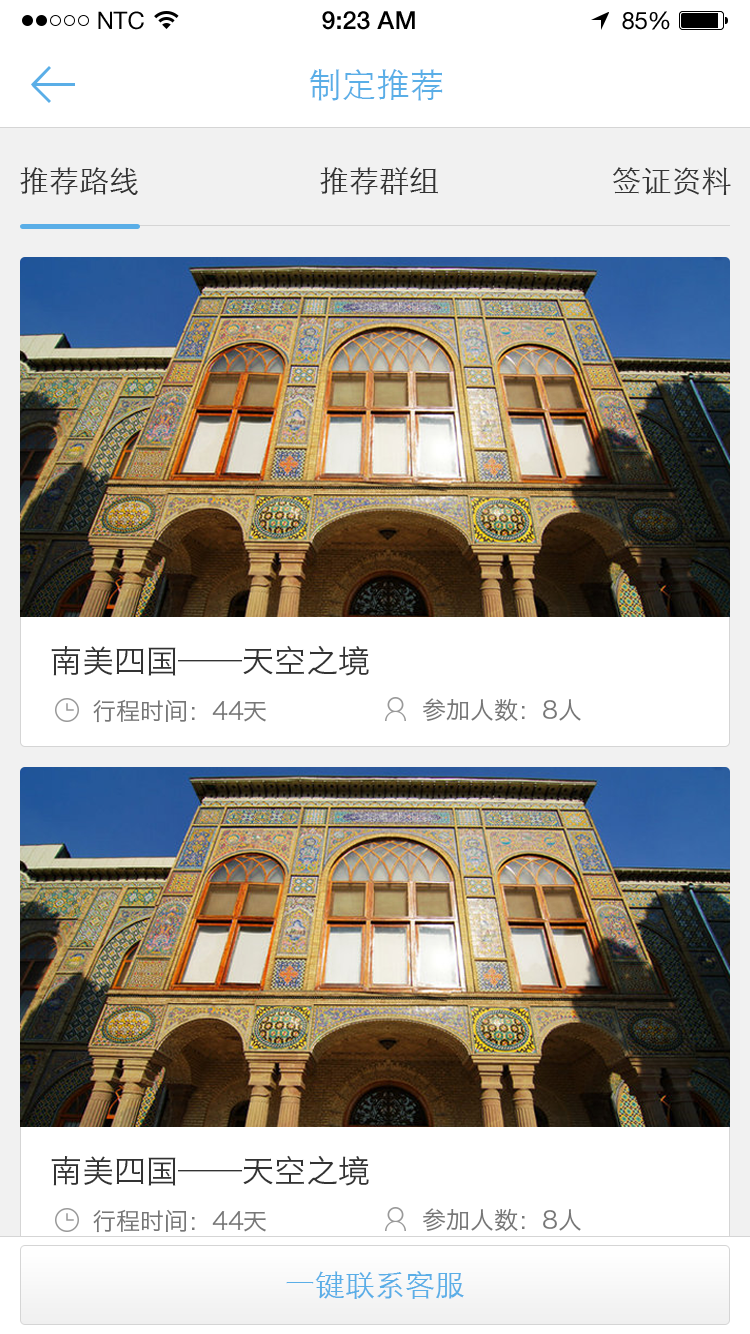 NTC 9:23 AM 85%
制定推荐
推荐路线 推荐群组 签证资料
南美四国——天空之境
行程时间：44天 参加人数：8人
南美四国——天空之境
行程时间：44天 参加人数：8人
一键联系客服